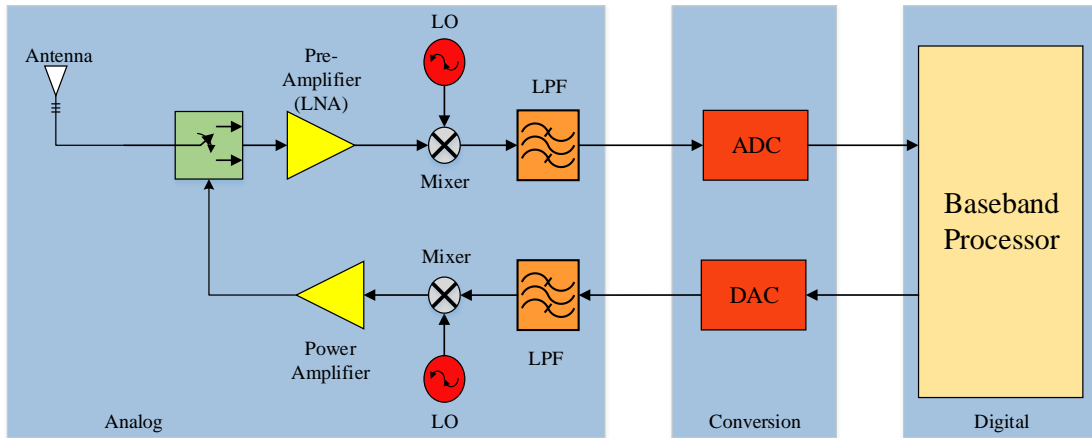 LO
Antenna
Pre-
Amplifier
(LNA)
LPF
Mixer
ADC
Baseband
Processor
Mixer
DAC
Power
Amplifier
LPF
LO
Analog
Conversion
Digital